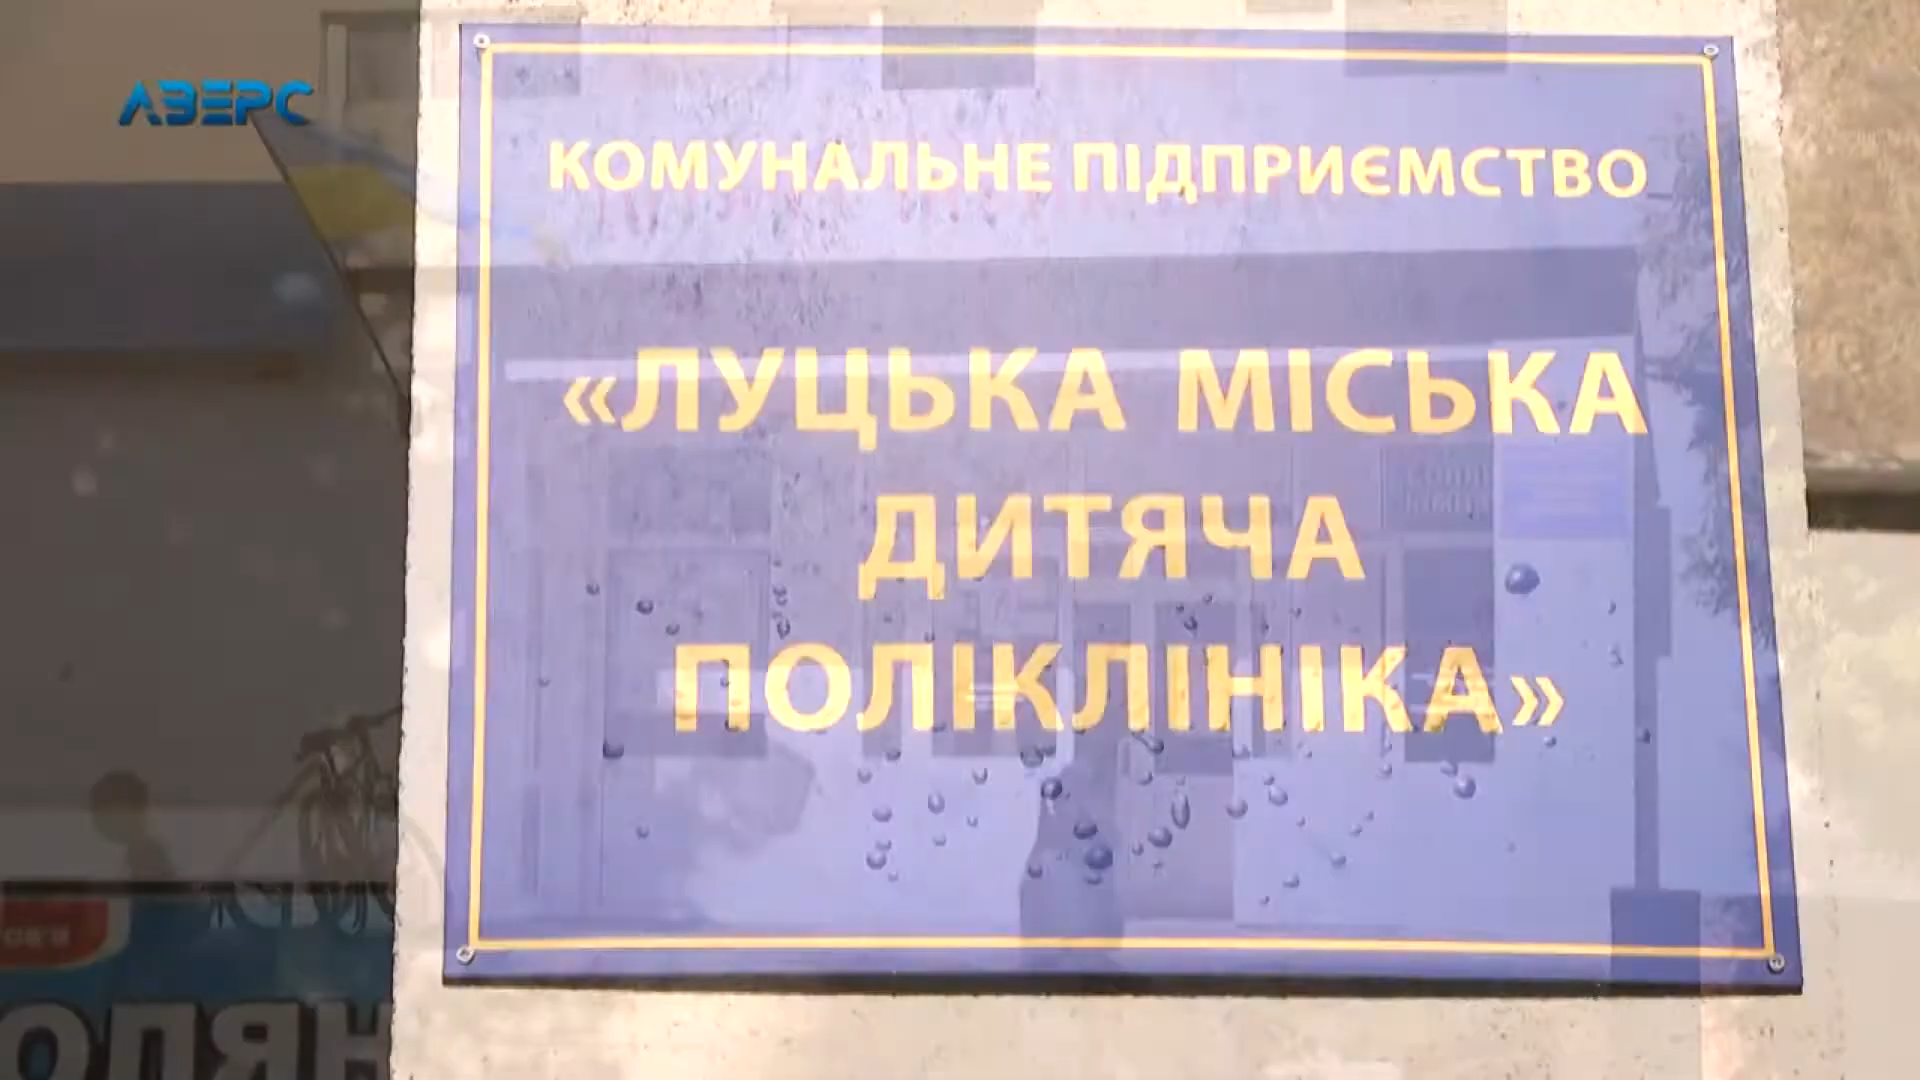 АВЕРС
КОМУНАЛЬНЕ ПІДПРИЄМСТВО
«ЛУЦЬКА МІСЬКА
ДИТЯЧА
ПОЛІКЛІНІКА»